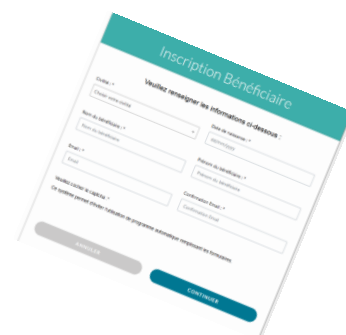 Inscription Bénéficiaire
Veuillez renseigner les informations ci-dessous :
Civilité : *
Choisir votre civilité
Date de naissance : *
Nom du bénéficiaire : *
Nom du bénéficiaire
Prénom du bénéficiaire : *
Prénom du bénéficiaire
Email : *
Email
Confirmation Email : *
Confirmation Email
Veuillez cocher le captcha : *
Ce système permet d'éviter l'utilisation de programme automatique remplissant les formulaires.
ANNULER
CONTINUER